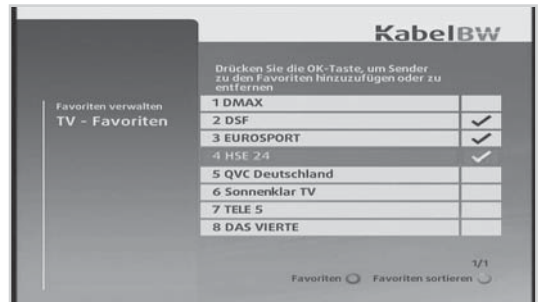 KabelBW
Drücken Sie die OK-Taste, um Sender
zu den Favoriten hinzuzufügen oder zu
entfernen
Favoriten verwalten
TV - Favoriten
1 DMAX
2 DSF
3 EUROSPORT
4 HSE 24
5 QVC Deutschland
6 Sonnenklar TV
7 TELE 5
8 DAS VIERTE
1/1
Favoriten Favoriten sortieren